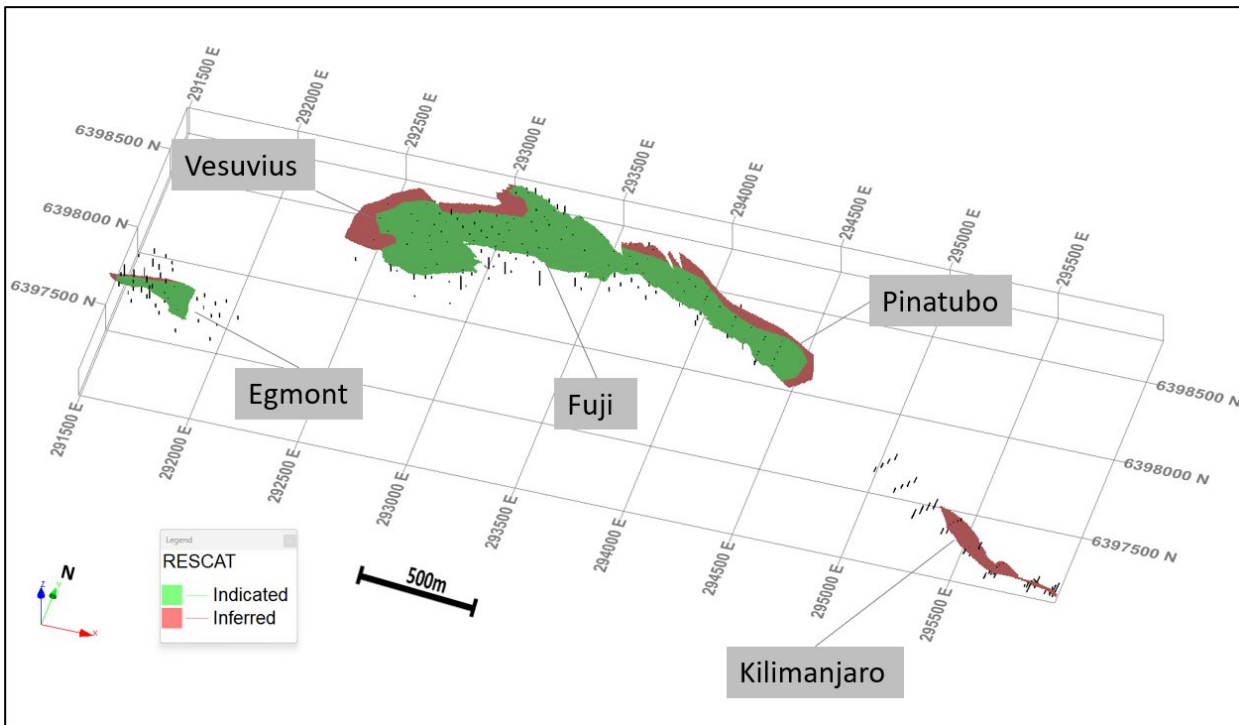 291500 E
292000 E
292500 E
293000 E
293500 E
294000 E
294500 E
295000 E
295500 E
6398500 N
6398000 N
6397500 N
Vesuvius
Pinatubo
Egmont
Fuji
6398500 N
6398000 N
6397500 N
291500 E
292000 E
292500 E
293000 E
293500 E
294000 E
294500 E
295000 E
295500 E
Legend
RESCAT
Indicated
Inferred
N
Z
Y
X
500m
Kilimanjaro